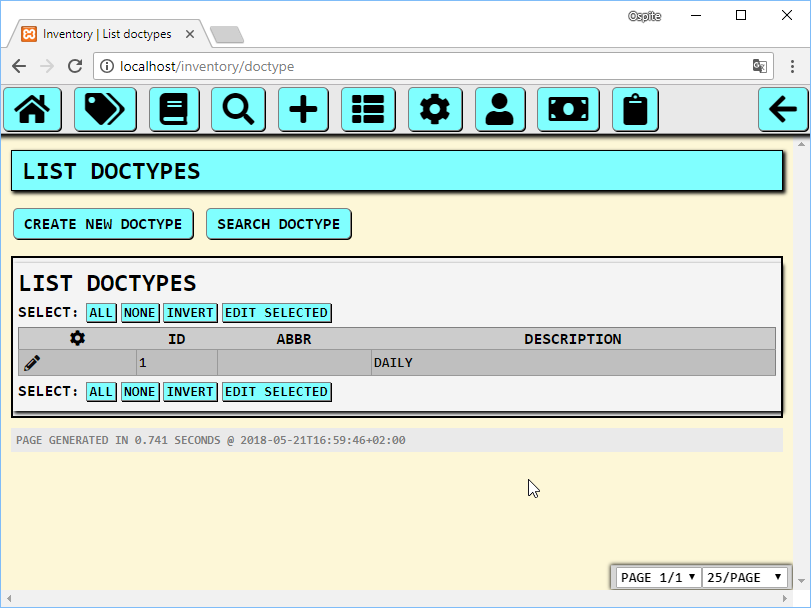 Ospite
Inventory | List doctypes
localhost/inventory/doctype
LIST DOCTYPES
CREATE NEW DOCTYPE SEARCH DOCTYPE
LIST DOCTYPES
SELECT: ALL NONE INVERT EDIT SELECTED
ID ABBR DESCRIPTION
1 DAILY
SELECT: ALL NONE INVERT EDIT SELECTED
PAGE GENERATED IN 0.741 SECONDS @ 2018-05-21T16:59:46+02:00
PAGE 1/1 25/PAGE